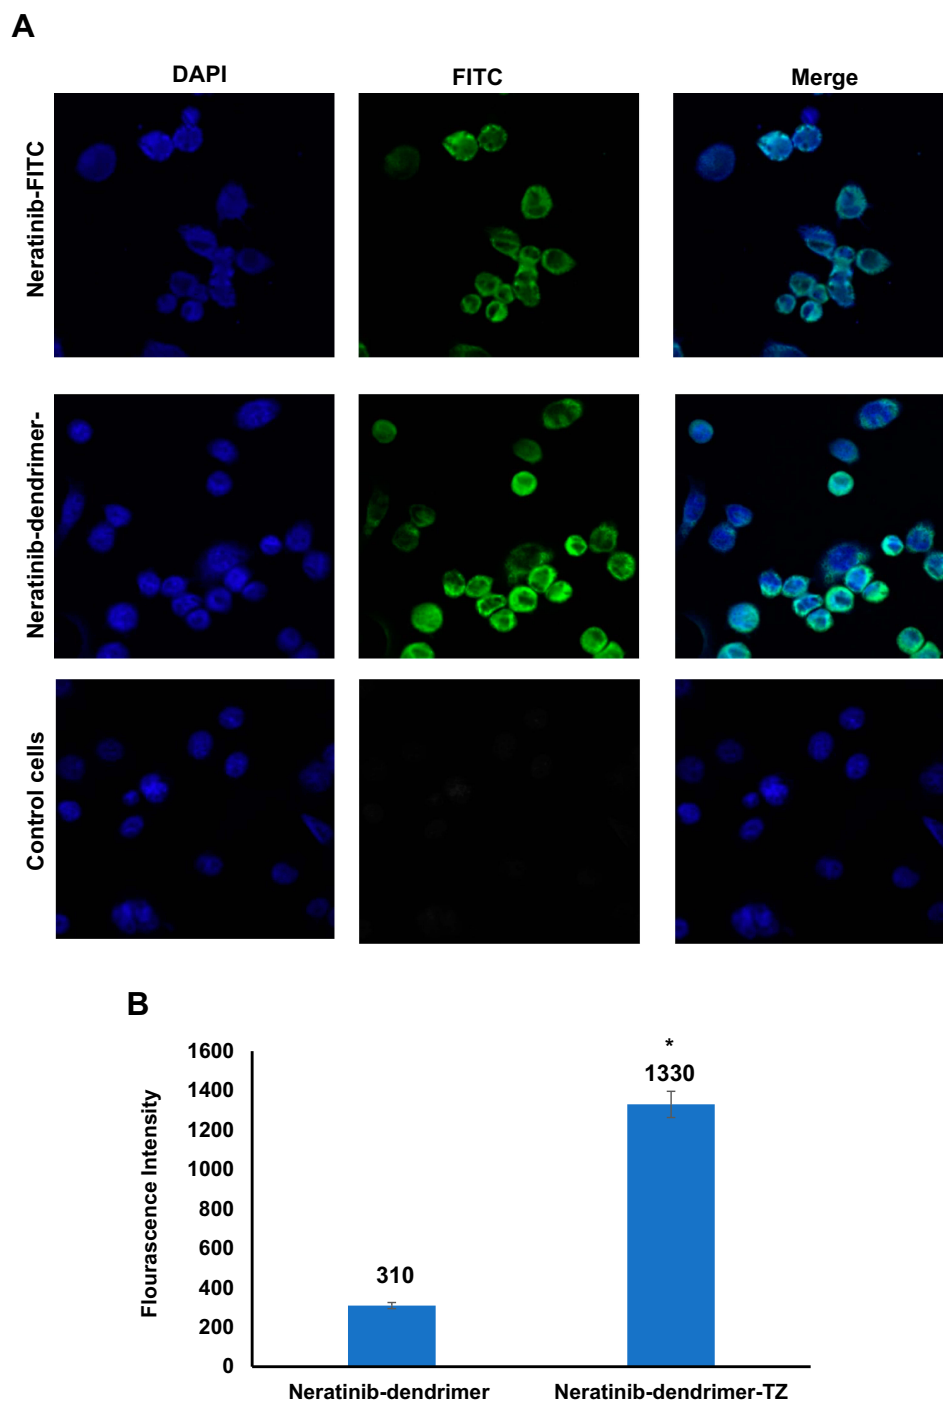 A
DAPI FITC Merge
Neratinib-FITC
Neratinib-dendrimer-
Control cells
B
Flourascence Intensity
1600
1400
1200
1000
800
600
400
200
0
310
*
1330
Neratinib-dendrimer Neratinib-dendrimer-TZ